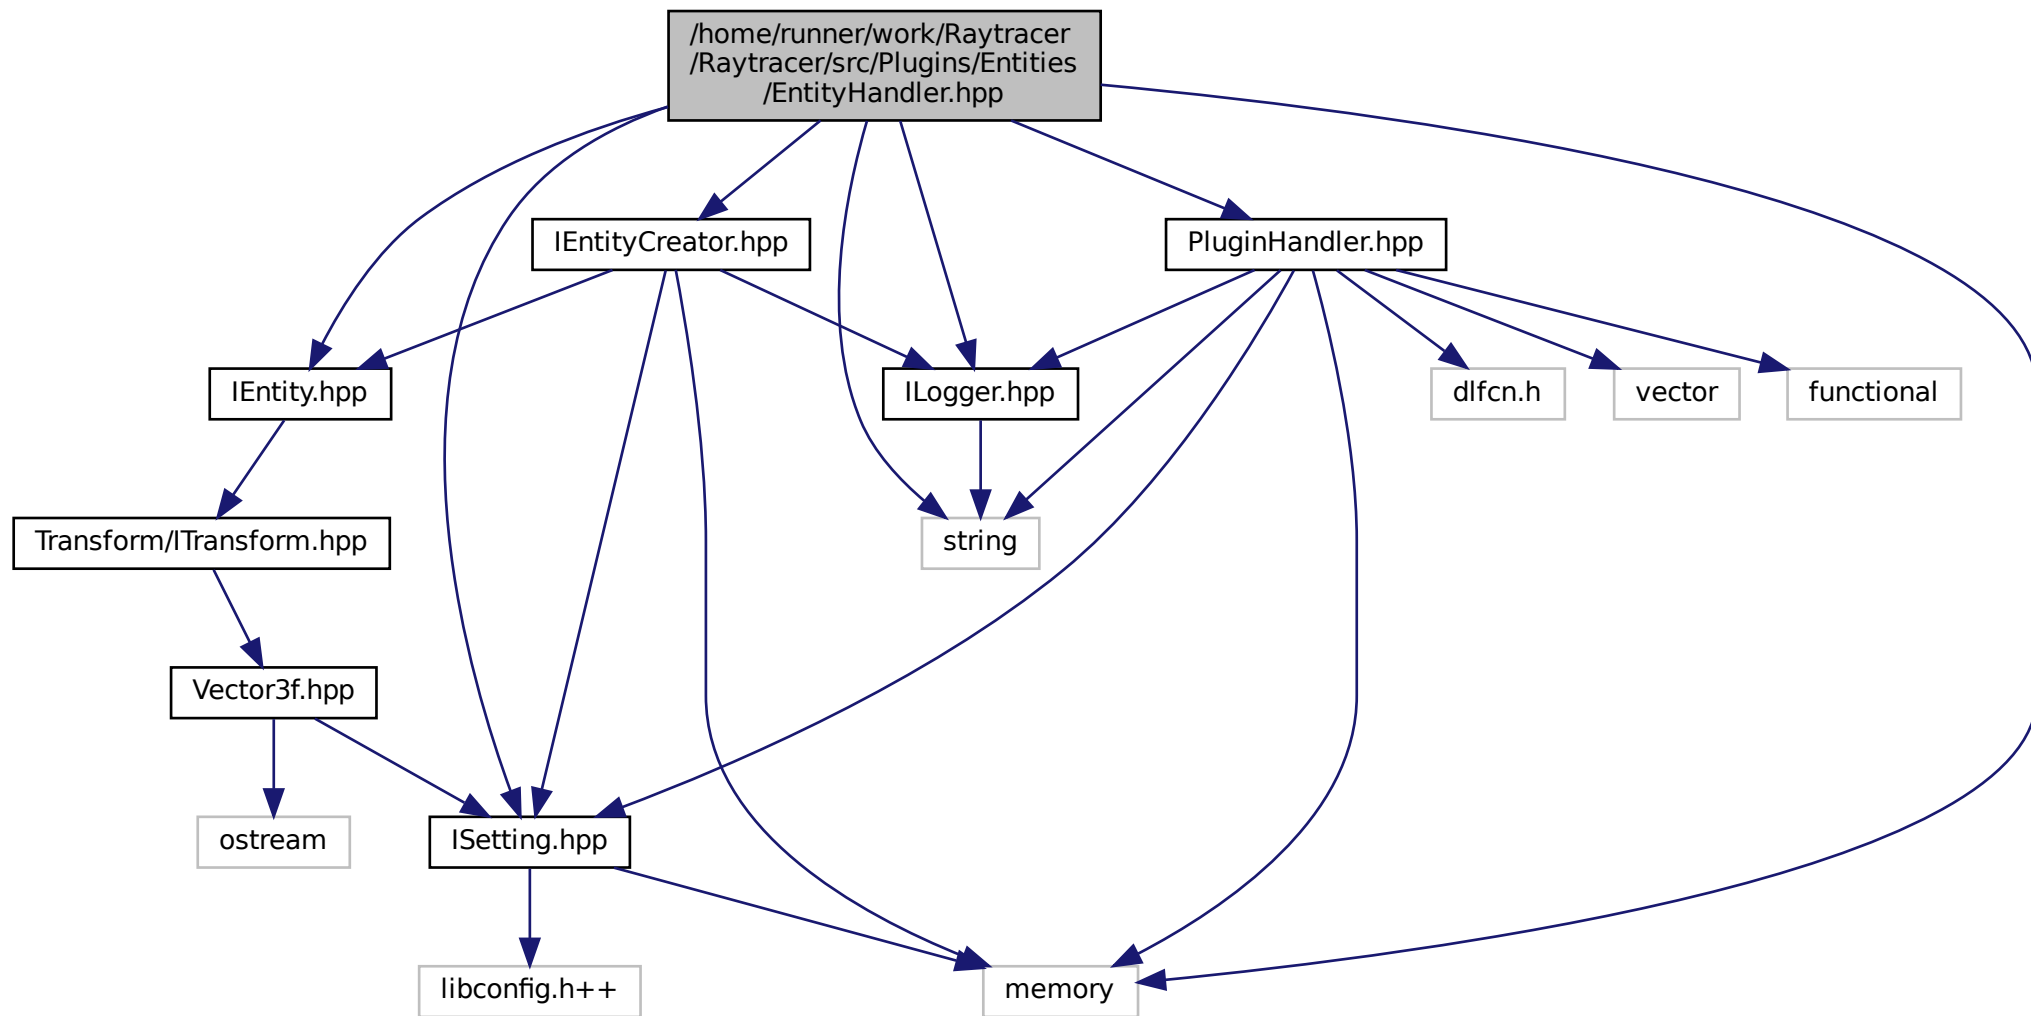 /home/runner/work/Raytracer
/Raytracer/src/Plugins/Entities
/EntityHandler.hpp
IEntityCreator.hpp
PluginHandler.hpp
IEntity.hpp
ILogger.hpp
dlfcn.h
vector
functional
Transform/ITransform.hpp
string
Vector3f.hpp
ostream
ISetting.hpp
libconfig.h++
memory